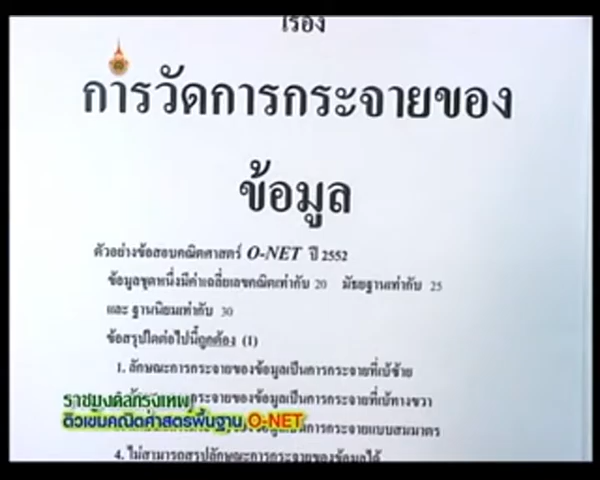 เรื่อง
การวัดการกระจายของ
ข้อมูล
ตัวอย่างข้อสอบคณิตศาสตร์ O-NET ปี 2552
ข้อมูลชุดหนึ่งมีค่าเฉลี่ยเลขคณิตเท่ากับ 20 มัธยฐานเท่ากับ 25
และ ฐานนิยมเท่ากับ 30
ข้อสรุปใดต่อไปนี้ถูกต้อง (1)
1. ลักษณะการกระจายของข้อมูลเป็นการกระจายที่เบ้ซ้าย
กระจายของข้อมูลเป็นการกระจายที่เบ้ทางขวา
ข้อมูลเป็นการกระจายแบบสมมาตร
4. ไม่สามารถสรุปลักษณะการกระจายของข้อมูลได้
ราชมงคลกรุงเทพ
ติวเข้มคณิตศาสตร์พื้นฐาน O-NET